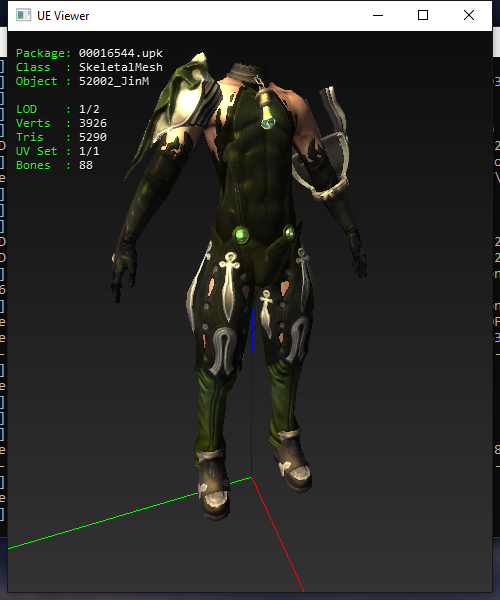 UE Viewer
Package: 00016544.upk
Class : SkeletalMesh
Object : 52002_JinM
LOD : 1/2
Verts : 3926
Tris : 5290
UV Set : 1/1
Bones : 88